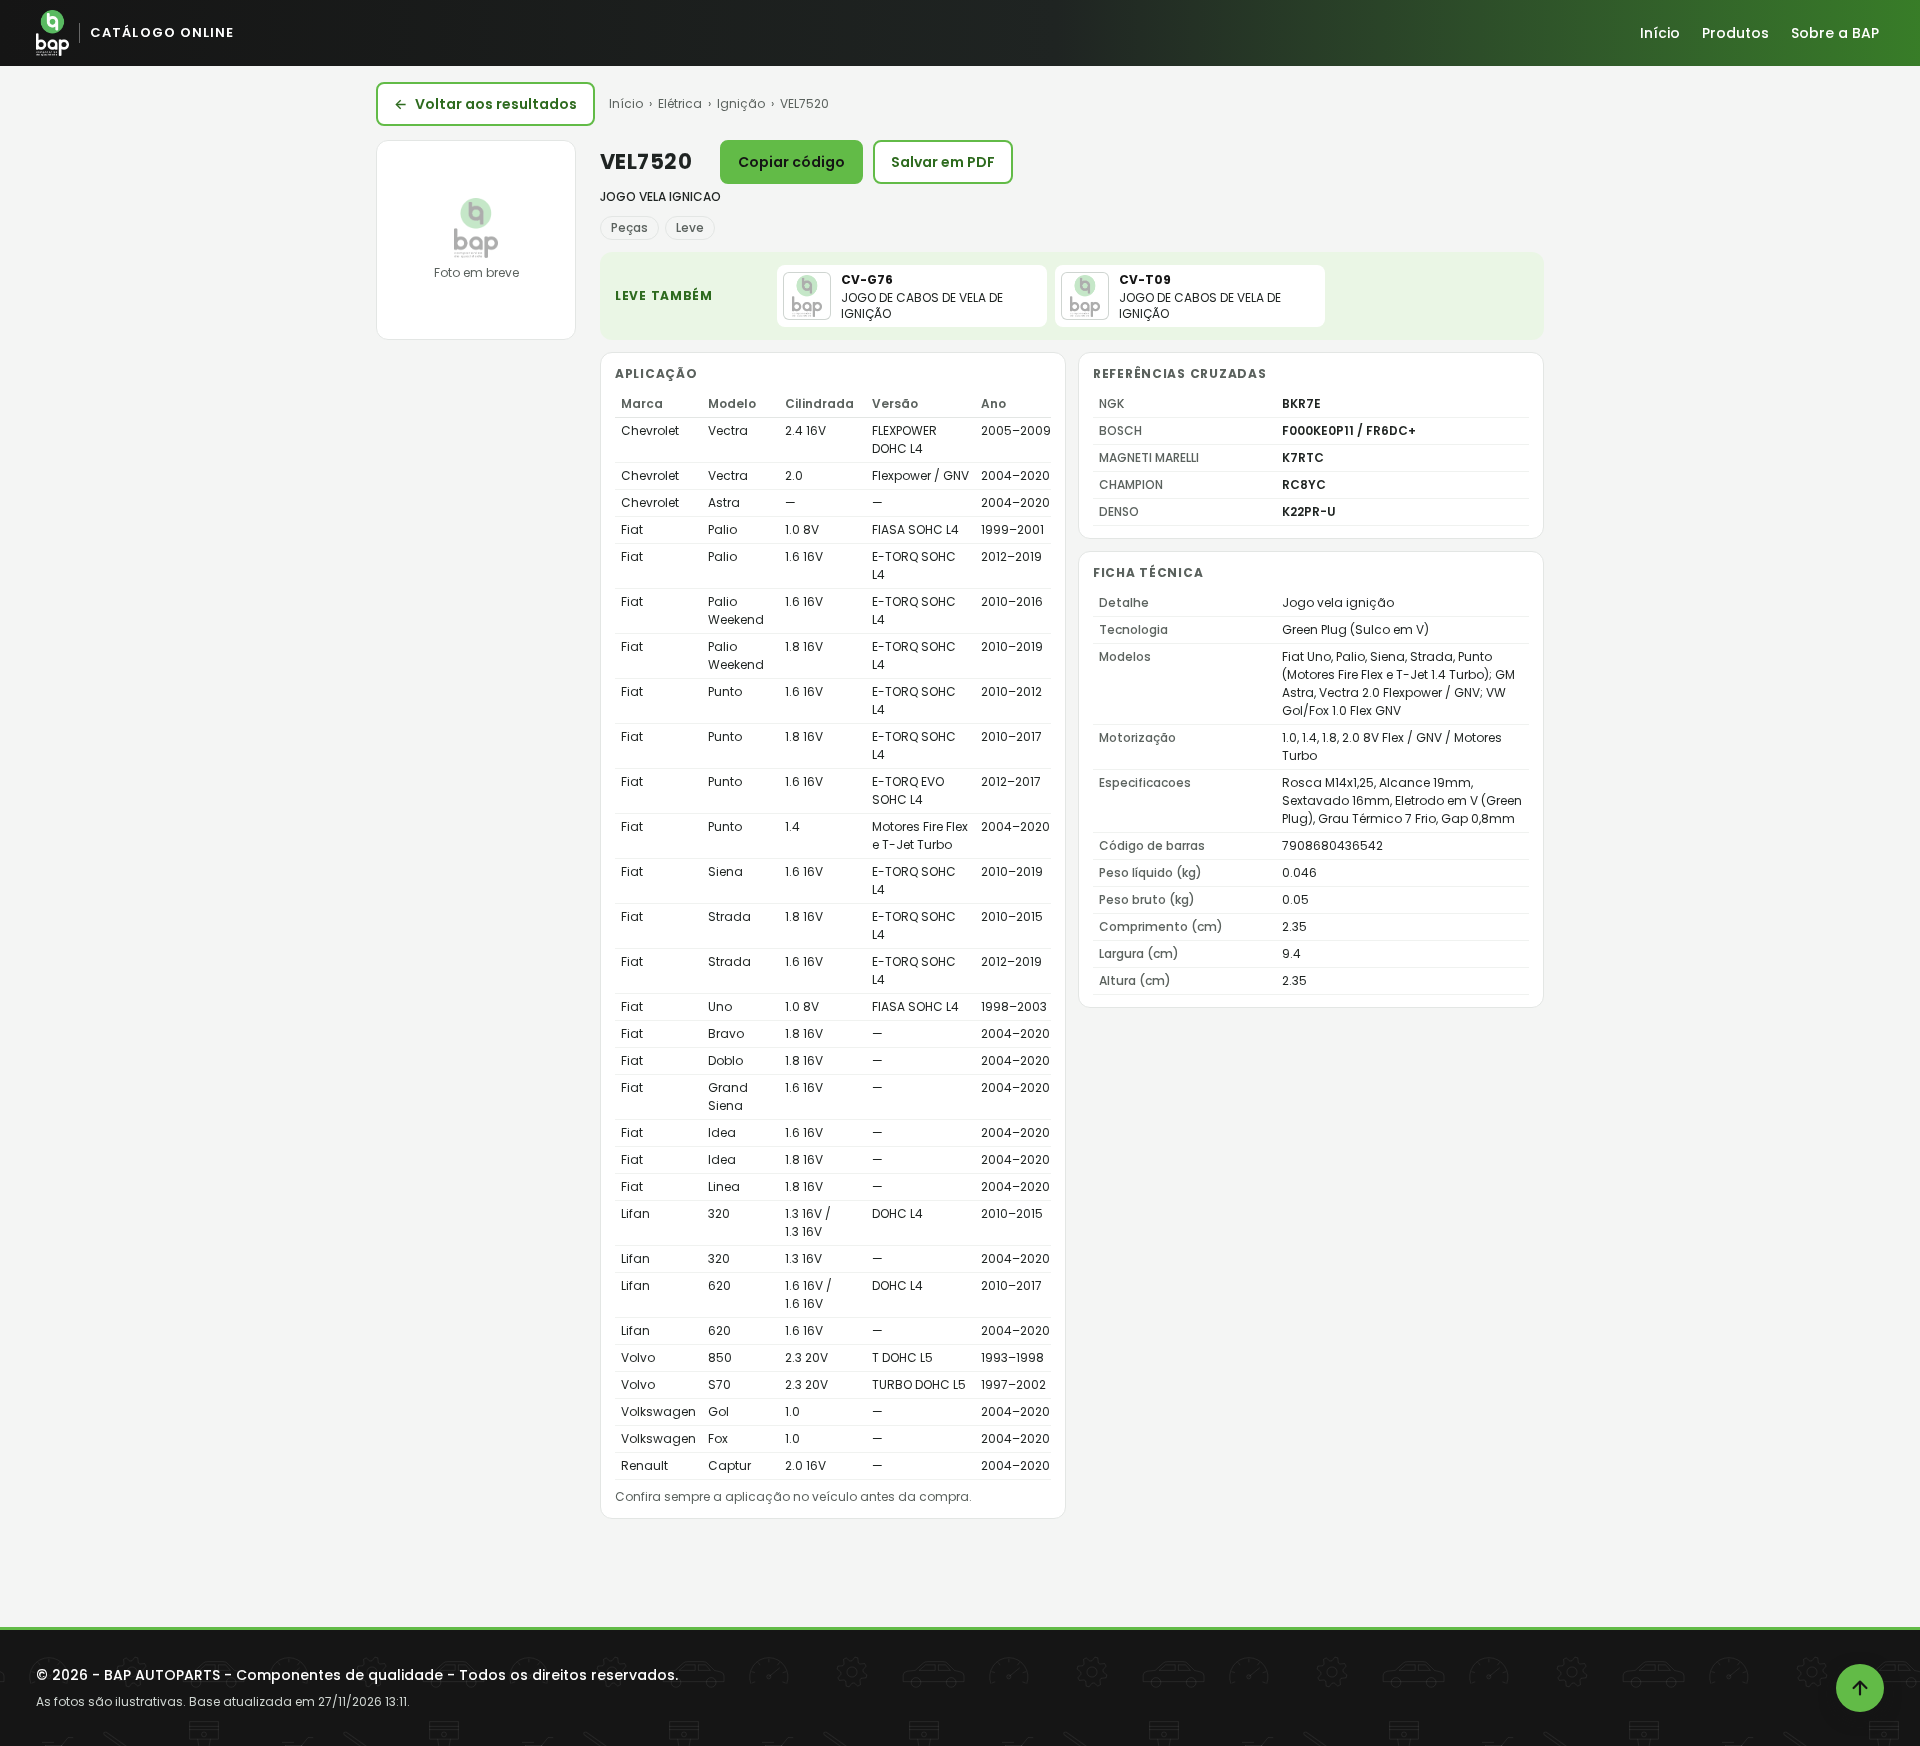 bap
CATÁLOGO ONLINE
Início
Produtos
Sobre a BAP
← Voltar aos resultados
Início › Elétrica › Ignição › VEL7520
bap
Foto em breve
VEL7520
Copiar código
Salvar em PDF
JOGO VELA IGNICAO
Peças
Leve
LEVE TAMBÉM
bap
CV-G76
JOGO DE CABOS DE VELA DE
IGNIÇÃO
bap
CV-T09
JOGO DE CABOS DE VELA DE
IGNIÇÃO
APLICAÇÃO
Marca Modelo Cilindrada Versão Ano
Chevrolet Vectra 2.4 16V FLEXPOWER 2005–2009
DOHC L4
Chevrolet Vectra 2.0 Flexpower / GNV 2004–2020
Chevrolet Astra — — 2004–2020
Fiat Palio 1.0 8V FIASA SOHC L4 1999–2001
Fiat Palio 1.6 16V E-TORQ SOHC 2012–2019
L4
Fiat Palio 1.6 16V E-TORQ SOHC 2010–2016
Weekend L4
Fiat Palio 1.8 16V E-TORQ SOHC 2010–2019
Weekend L4
Fiat Punto 1.6 16V E-TORQ SOHC 2010–2012
L4
Fiat Punto 1.8 16V E-TORQ SOHC 2010–2017
L4
Fiat Punto 1.6 16V E-TORQ EVO 2012–2017
SOHC L4
Fiat Punto 1.4 Motores Fire Flex 2004–2020
e T-Jet Turbo
Fiat Siena 1.6 16V E-TORQ SOHC 2010–2019
L4
Fiat Strada 1.8 16V E-TORQ SOHC 2010–2015
L4
Fiat Strada 1.6 16V E-TORQ SOHC 2012–2019
L4
Fiat Uno 1.0 8V FIASA SOHC L4 1998–2003
Fiat Bravo 1.8 16V — 2004–2020
Fiat Doblo 1.8 16V — 2004–2020
Fiat Grand 1.6 16V — 2004–2020
Siena
Fiat Idea 1.6 16V — 2004–2020
Fiat Idea 1.8 16V — 2004–2020
Fiat Linea 1.8 16V — 2004–2020
Lifan 320 1.3 16V / DOHC L4 2010–2015
1.3 16V
Lifan 320 1.3 16V — 2004–2020
Lifan 620 1.6 16V / DOHC L4 2010–2017
1.6 16V
Lifan 620 1.6 16V — 2004–2020
Volvo 850 2.3 20V T DOHC L5 1993–1998
Volvo S70 2.3 20V TURBO DOHC L5 1997–2002
Volkswagen Gol 1.0 — 2004–2020
Volkswagen Fox 1.0 — 2004–2020
Renault Captur 2.0 16V — 2004–2020
Confira sempre a aplicação no veículo antes da compra.
REFERÊNCIAS CRUZADAS
NGK BKR7E
BOSCH F000KE0P11 / FR6DC+
MAGNETI MARELLI K7RTC
CHAMPION RC8YC
DENSO K22PR-U
FICHA TÉCNICA
Detalhe Jogo vela ignição
Tecnologia Green Plug (Sulco em V)
Modelos Fiat Uno, Palio, Siena, Strada, Punto
(Motores Fire Flex e T-Jet 1.4 Turbo); GM
Astra, Vectra 2.0 Flexpower / GNV; VW
Gol/Fox 1.0 Flex GNV
Motorização 1.0, 1.4, 1.8, 2.0 8V Flex / GNV / Motores
Turbo
Especificacoes Rosca M14x1,25, Alcance 19mm,
Sextavado 16mm, Eletrodo em V (Green
Plug), Grau Térmico 7 Frio, Gap 0,8mm
Código de barras 7908680436542
Peso líquido (kg) 0.046
Peso bruto (kg) 0.05
Comprimento (cm) 2.35
Largura (cm) 9.4
Altura (cm) 2.35
© 2026 - BAP AUTOPARTS - Componentes de qualidade - Todos os direitos reservados.
As fotos são ilustrativas. Base atualizada em 27/11/2026 13:11.